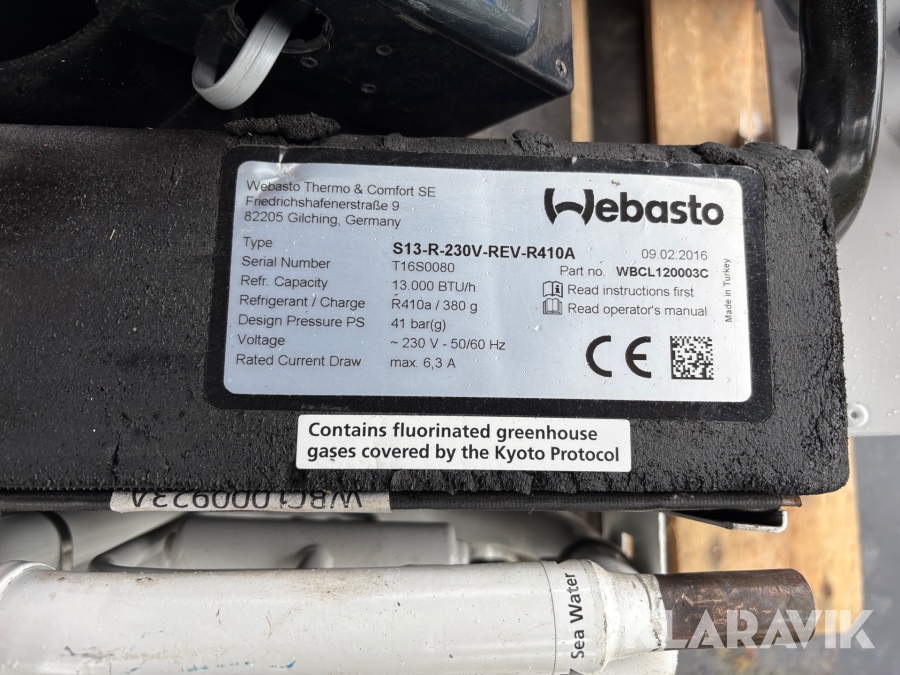 Webasto Thermo & Comfort SE
Friedrichshafenerstraße 9
82205 Gilching, Germany
Webasto
Type S13-R-230V-REV-R410A 09.02.2016
Serial Number T16S0080 Part no. WBCL120003C
Refr. Capacity 13.000 BTU/h Read instructions first
Refrigerant / Charge R410a / 380 g Read operator's manual
Design Pressure PS 41 bar(g)
Voltage ~ 230 V - 50/60 Hz
Rated Current Draw max. 6,3 A
CE
Made in Turkey
Contains fluorinated greenhouse
gases covered by the Kyoto Protocol
WBCL000923A
Sea Water
KLARAVIK